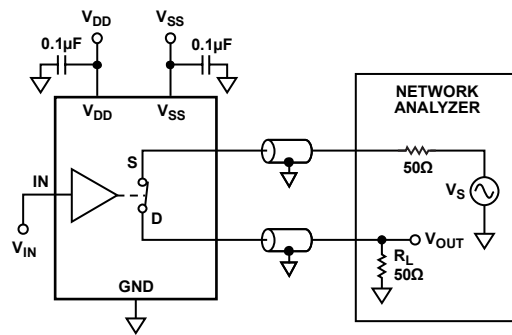 VDD
VSS
0.1µF
0.1µF
VDD
VSS
NETWORK
ANALYZER
S
50Ω
VS
IN
D
VIN
VOUT
RL
50Ω
GND